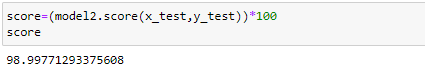 score=(model2.score(x_test,y_test))*100
score
98.99771293375608